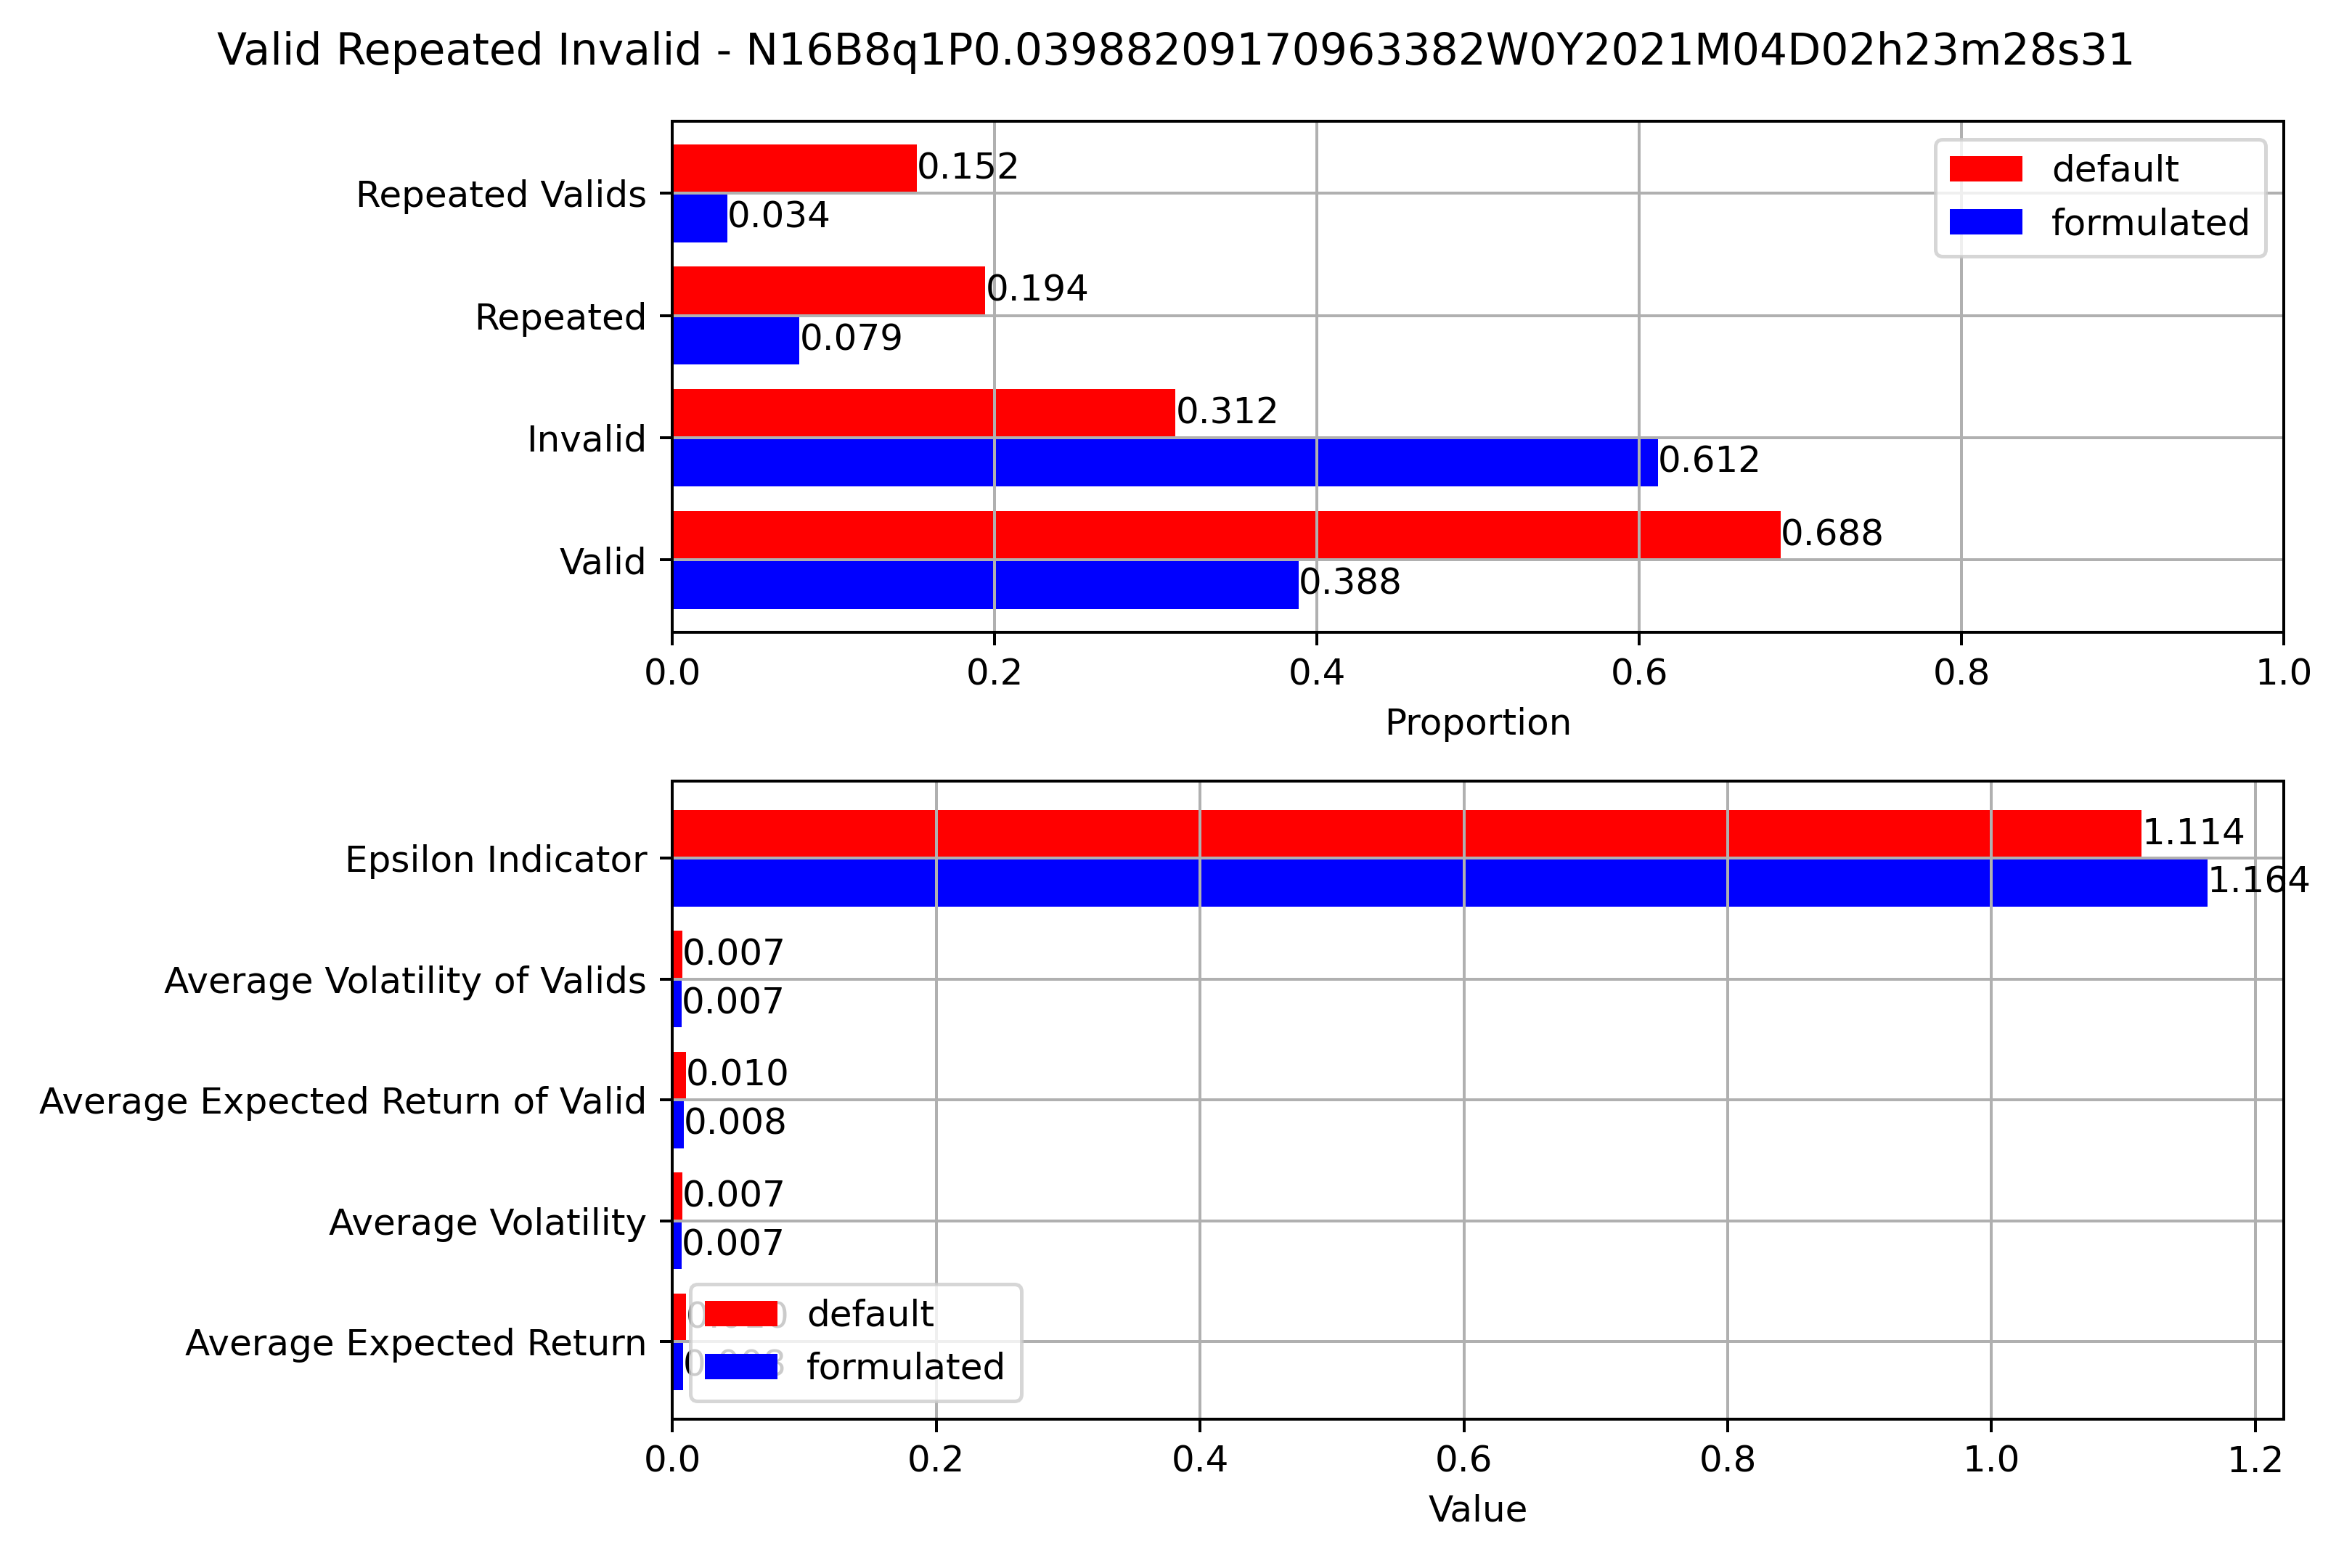 Valid Repeated Invalid - N16B8q1P0.03988209170963382W0Y2021M04D02h23m28s31
Repeated Valids
0.152
0.034
Repeated
0.194
0.079
Invalid
0.312
0.612
Valid
0.688
0.388
default
formulated
0.0 0.2 0.4 0.6 0.8 1.0
Proportion
Epsilon Indicator
1.114
1.164
Average Volatility of Valids
0.007
0.007
Average Expected Return of Valid
0.010
0.008
Average Volatility
0.007
0.007
Average Expected Return
default
formulated
0.0 0.2 0.4 0.6 0.8 1.0 1.2
Value